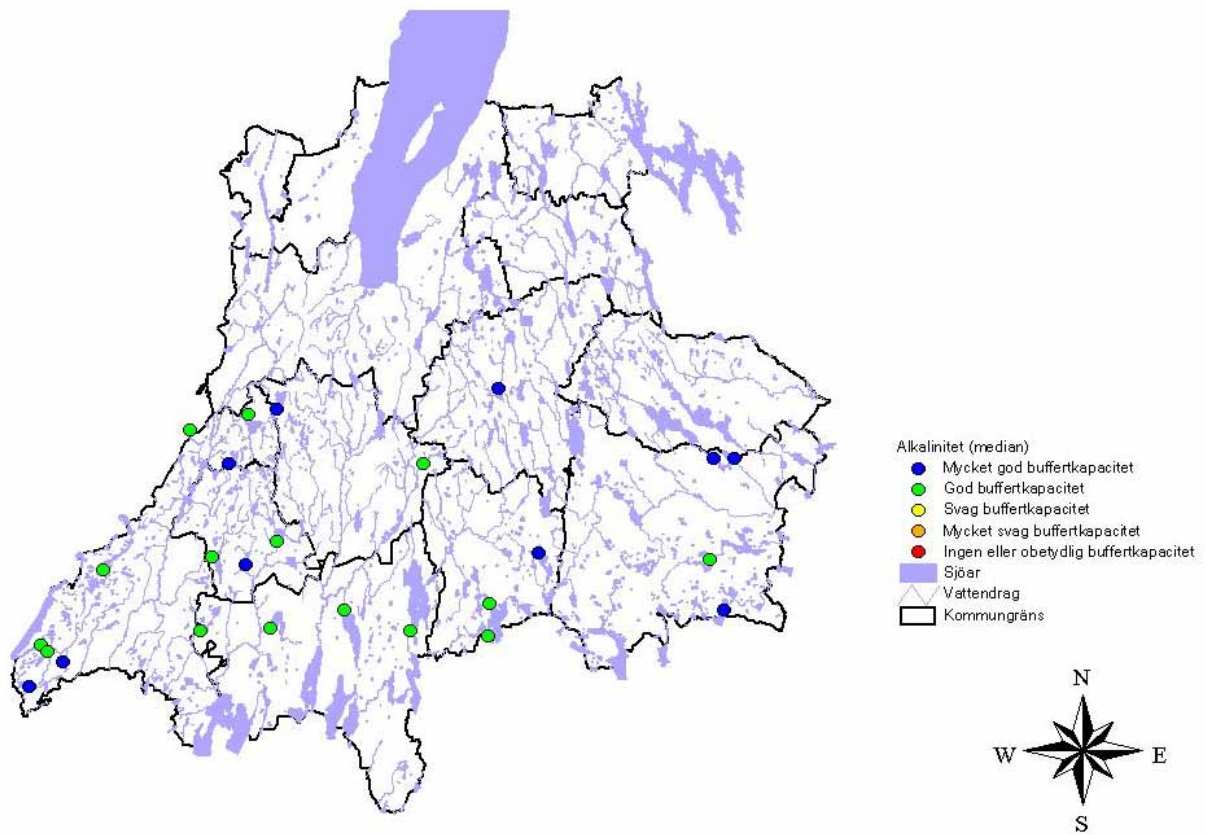 Alkalinitet (median)
Mycket god buffertkapacitet
God buffertkapacitet
Svag buffertkapacitet
Mycket svag buffertkapacitet
Ingen eller obetydlig buffertkapacitet
Sjöar
Vattendrag
Kommungräns
N
W E
S